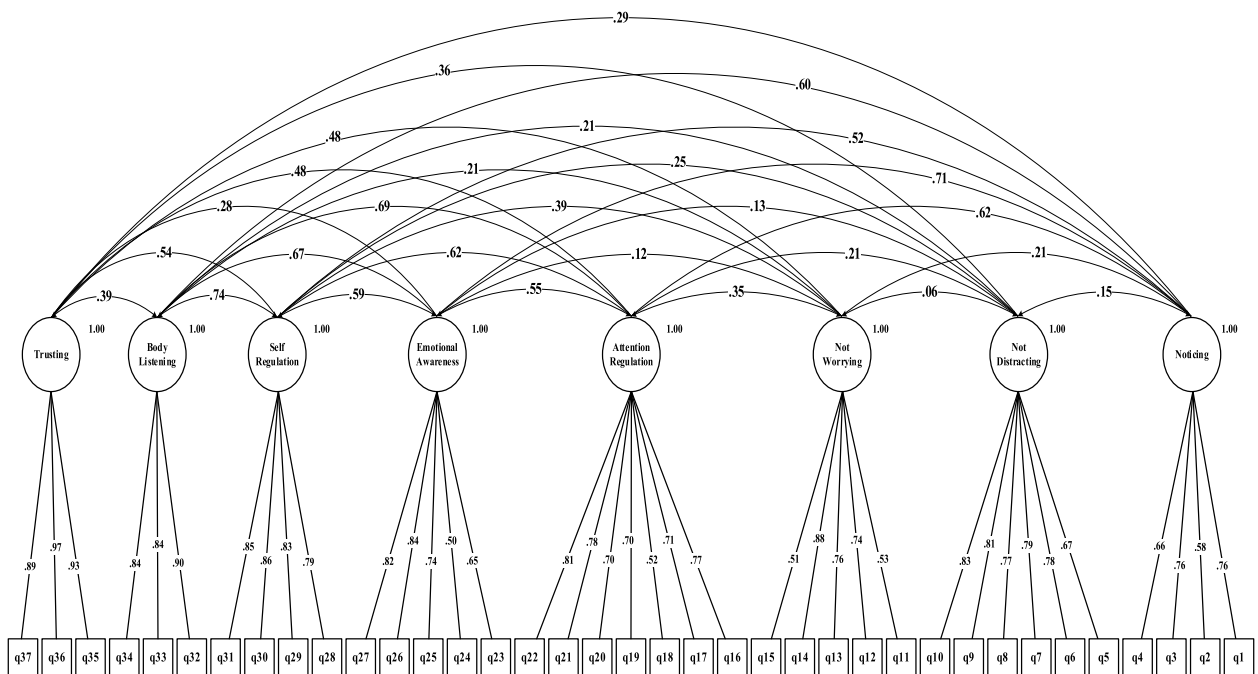 .29
.36
.60
.48
.21
.52
.48
.21
.25
.71
.28
.69
.39
.13
.62
.54
.67
.62
.12
.21
.21
.39
.74
.59
.55
.35
.06
.15
1.00
1.00
1.00
1.00
1.00
1.00
1.00
1.00
Trusting
Body
Listening
Self
Regulation
Emotional
Awareness
Attention
Regulation
Not
Worrying
Not
Distracting
Noticing
.89
.97
.93
.84
.84
.90
.85
.86
.83
.79
.82
.84
.74
.50
.65
.81
.78
.70
.70
.52
.71
.77
.51
.88
.76
.74
.53
.83
.81
.77
.79
.78
.67
.66
.76
.58
.76
q37
q36
q35
q34
q33
q32
q31
q30
q29
q28
q27
q26
q25
q24
q23
q22
q21
q20
q19
q18
q17
q16
q15
q14
q13
q12
q11
q10
q9
q8
q7
q6
q5
q4
q3
q2
q1